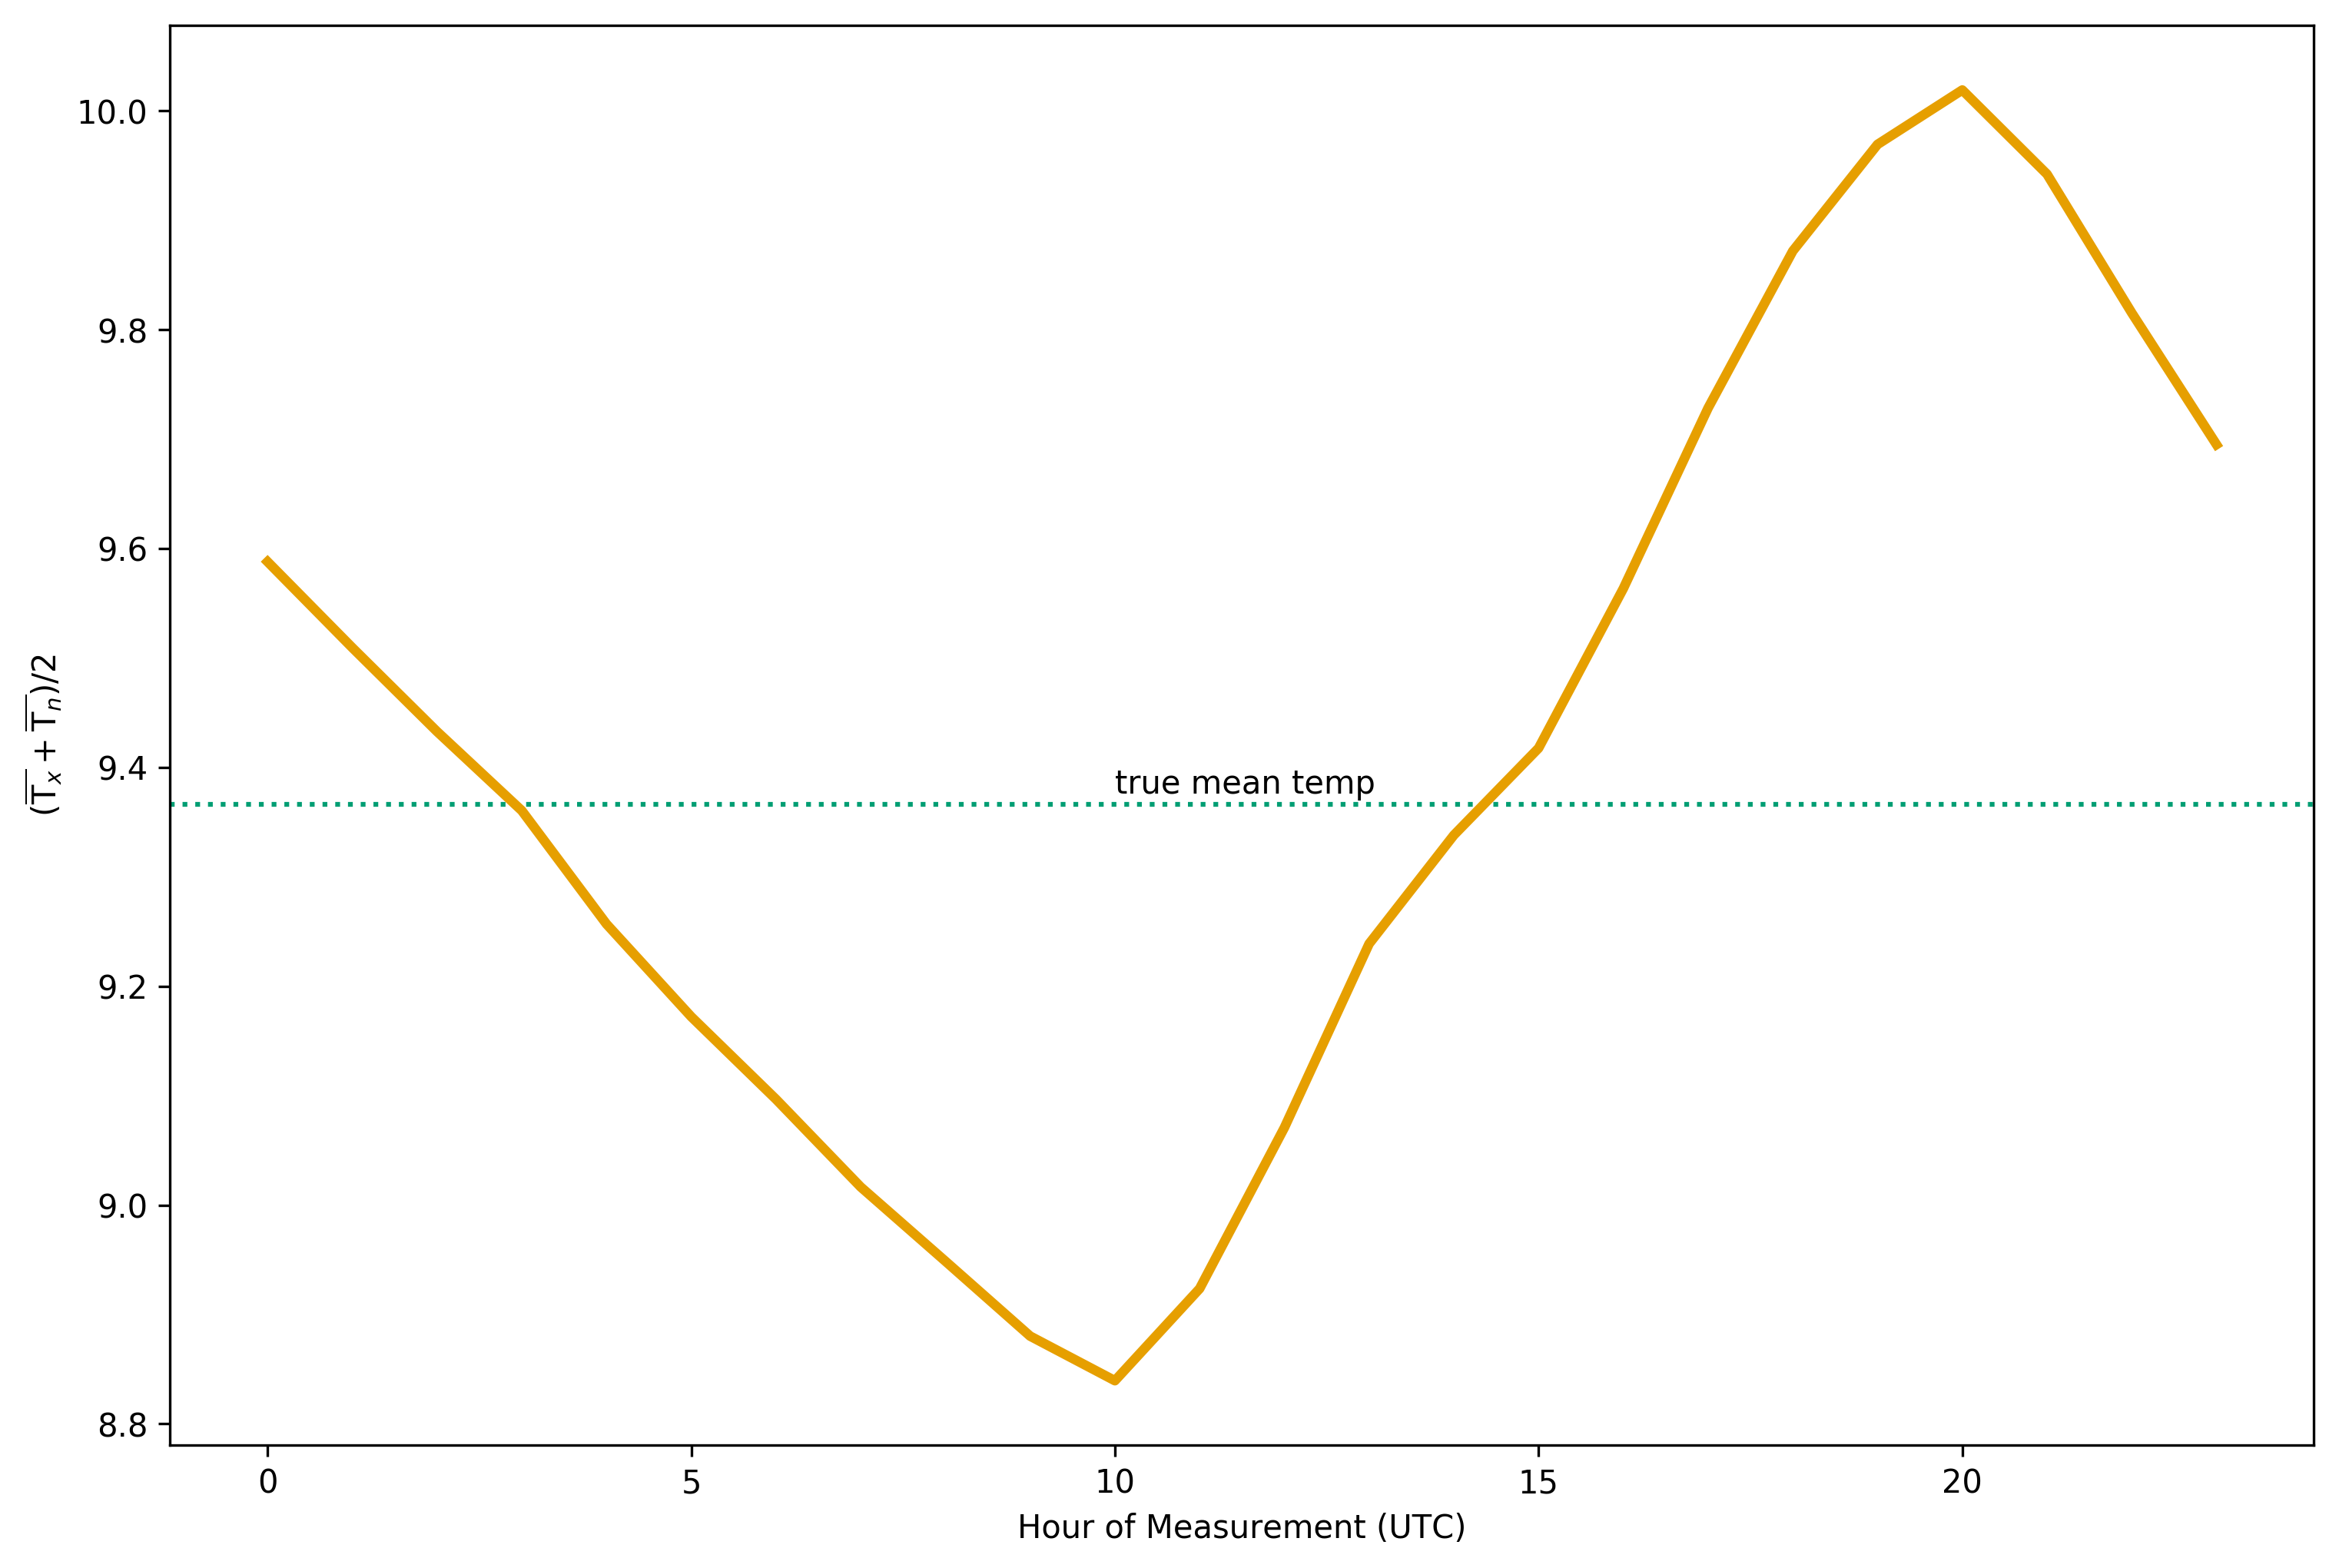 10.0
9.8
9.6
9.4
9.2
9.0
8.8
(T̅ₓ + T̅ₙ)/2
true mean temp
0 5 10 15 20
Hour of Measurement (UTC)